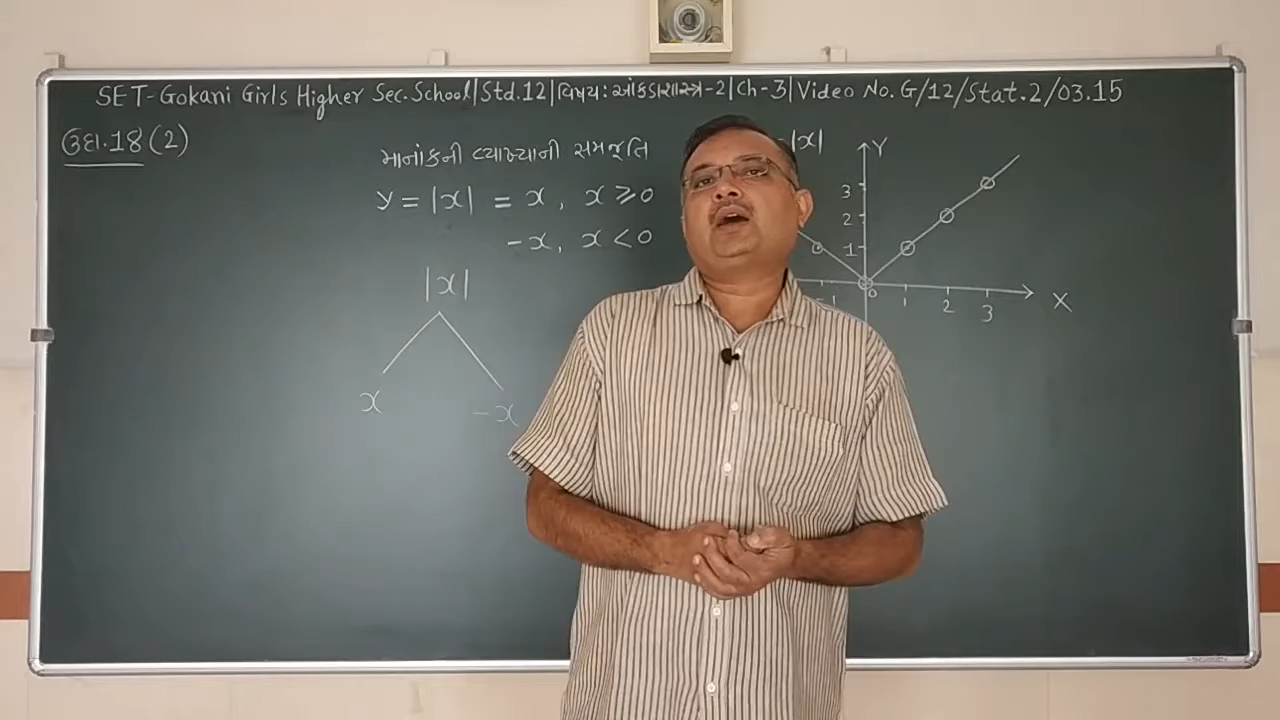 SET-Gokani Girls Higher Sec. School|Std.12|વિષય: આંકડાશાસ્ત્ર-2|Ch-3|Video No. G/12/Stat.2/03.15
ઉદા.18(2)
માનાંકની વ્યાખ્યાની સમજૂતિ
y = |x| = x, x ≥ 0
-x, x < 0
|x|
x -x
|x|
Y
3
2
1
-1 0 1 2 3 X